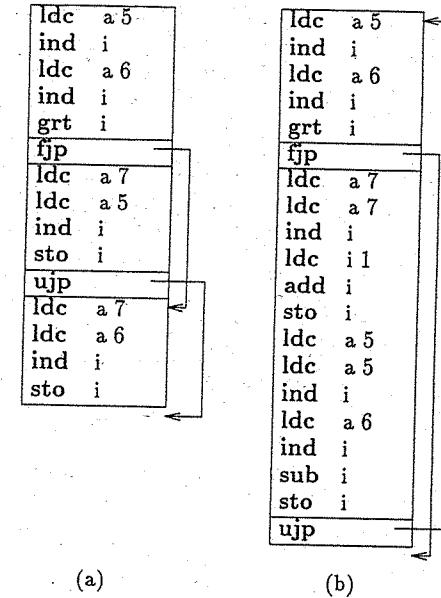 ldc a 5
ind i
ldc a 6
ind i
grt i
fjp
ldc a 7
ldc a 5
ind i
sto i
ujp
ldc a 7
ldc a 6
ind i
sto i
(a)
ldc a 5
ind i
ldc a 6
ind i
grt i
fjp
ldc a 7
ldc a 7
ind i
ldc i 1
add i
sto i
ldc a 5
ldc a 5
ind i
ldc a 6
ind i
sub i
sto i
ujp
(b)